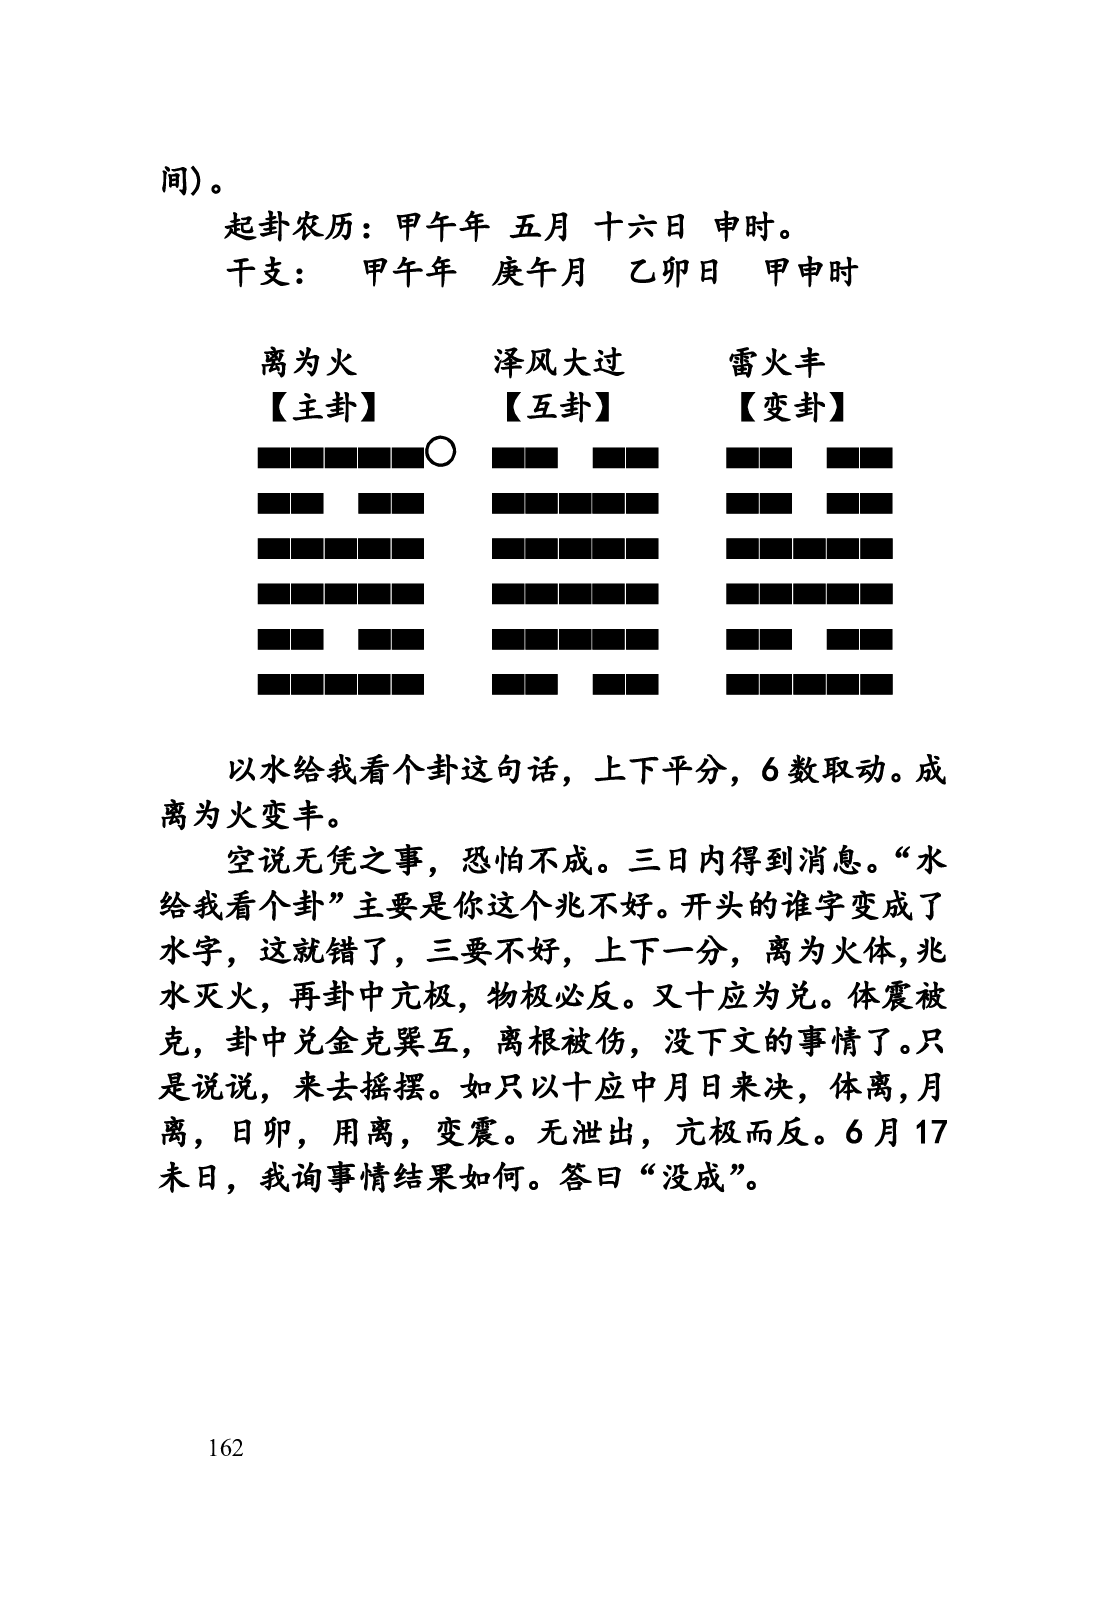 间)。
起卦农历：甲午年 五月 十六日 申时。
干支： 甲午年 庚午月 乙卯日 甲申时
离为火 泽风大过 雷火丰
【主卦】 【互卦】 【变卦】
以水给我看个卦这句话，上下平分，6 数取动。成
离为火变丰。
空说无凭之事，恐怕不成。三日内得到消息。“水
给我看个卦”主要是你这个兆不好。开头的谁字变成了
水字，这就错了，三要不好，上下一分，离为火体，兆
水灭火，再卦中亢极，物极必反。又十应为兑。体震被
克，卦中兑金克巽互，离根被伤，没下文的事情了。只
是说说，来去摇摆。如只以十应中月日来决，体离，月
离，日卯，用离，变震。无泄出，亢极而反。6 月 17
未日，我询事情结果如何。答曰“没成”。
162